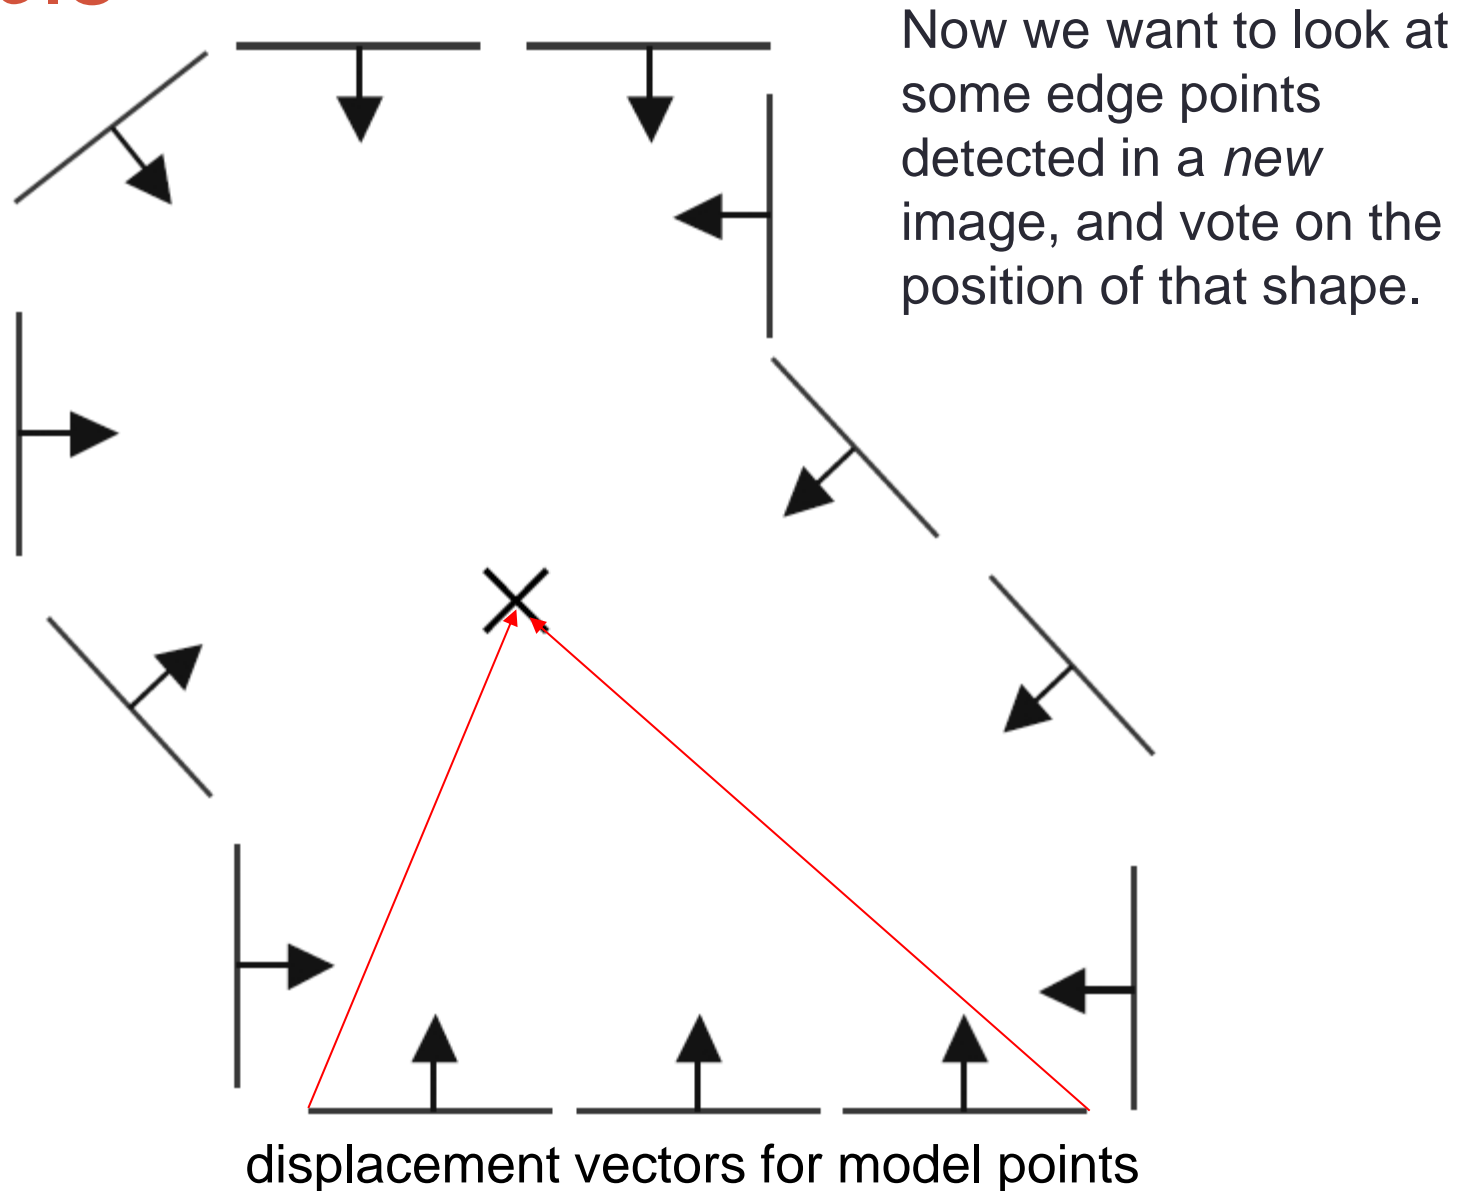 Now we want to look at
some edge points
detected in a new
image, and vote on the
position of that shape.
displacement vectors for model points